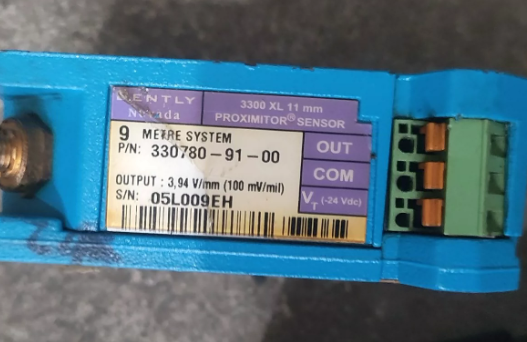 BENTLY
Nevada
3300 XL 11 mm
PROXIMITOR® SENSOR
9 METRE SYSTEM
P/N: 330780-91-00
OUTPUT : 3,94 V/mm (100 mV/mil)
S/N: 05L009EH
OUT
COM
VT (-24 Vdc)